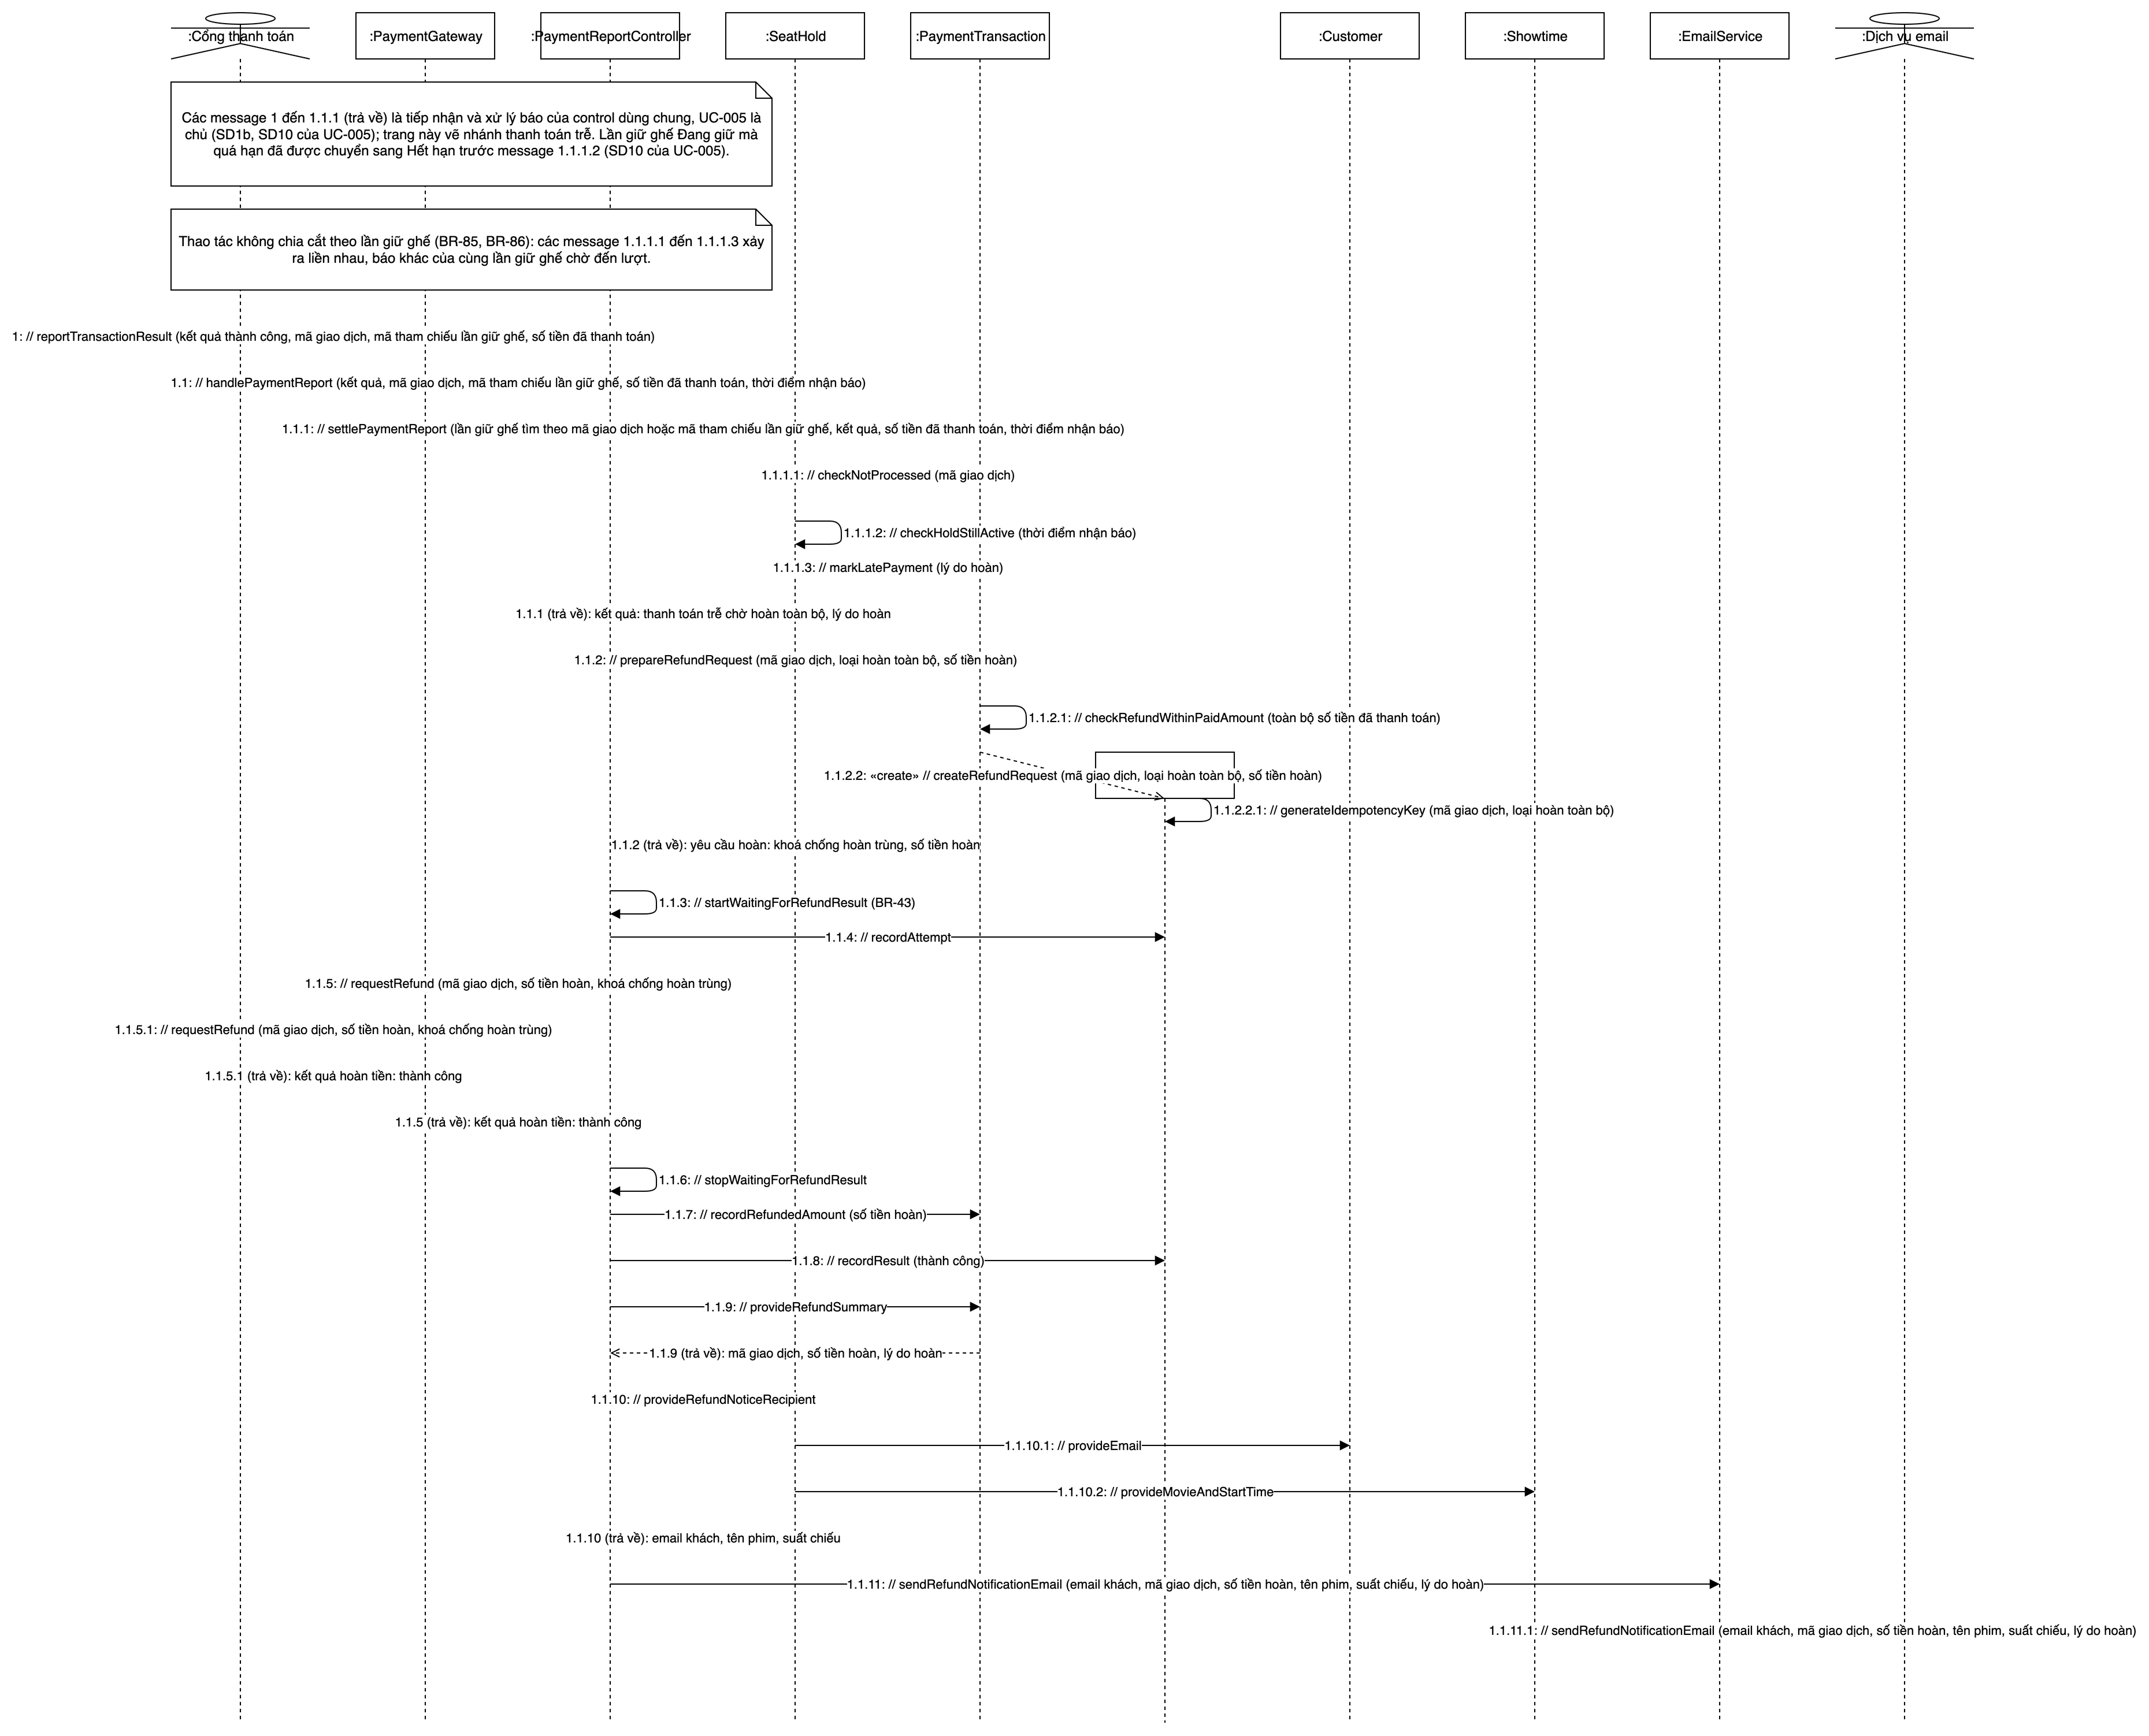 :Cổng thanh toán
:PaymentGateway
:PaymentReportController
:SeatHold
:PaymentTransaction
:Customer
:Showtime
:EmailService
:Dịch vụ email
Các message 1 đến 1.1.1 (trả về) là tiếp nhận và xử lý báo của control dùng chung, UC-005 là
chủ (SD1b, SD10 của UC-005); trang này vẽ nhánh thanh toán trễ. Lần giữ ghế Đang giữ mà
quá hạn đã được chuyển sang Hết hạn trước message 1.1.1.2 (SD10 của UC-005).
Thao tác không chia cắt theo lần giữ ghế (BR-85, BR-86): các message 1.1.1.1 đến 1.1.1.3 xảy
ra liền nhau, báo khác của cùng lần giữ ghế chờ đến lượt.
1: // reportTransactionResult (kết quả thành công, mã giao dịch, mã tham chiếu lần giữ ghế, số tiền đã thanh toán)
1.1: // handlePaymentReport (kết quả, mã giao dịch, mã tham chiếu lần giữ ghế, số tiền đã thanh toán, thời điểm nhận báo)
1.1.1: // settlePaymentReport (lần giữ ghế tìm theo mã giao dịch hoặc mã tham chiếu lần giữ ghế, kết quả, số tiền đã thanh toán, thời điểm nhận báo)
1.1.1.1: // checkNotProcessed (mã giao dịch)
1.1.1.2: // checkHoldStillActive (thời điểm nhận báo)
1.1.1.3: // markLatePayment (lý do hoàn)
1.1.1 (trả về): kết quả: thanh toán trễ chờ hoàn toàn bộ, lý do hoàn
1.1.2: // prepareRefundRequest (mã giao dịch, loại hoàn toàn bộ, số tiền hoàn)
1.1.2.1: // checkRefundWithinPaidAmount (toàn bộ số tiền đã thanh toán)
1.1.2.2: «create» // createRefundRequest (mã giao dịch, loại hoàn toàn bộ, số tiền hoàn)
1.1.2.2.1: // generateIdempotencyKey (mã giao dịch, loại hoàn toàn bộ)
1.1.2 (trả về): yêu cầu hoàn: khoá chống hoàn trùng, số tiền hoàn
1.1.3: // startWaitingForRefundResult (BR-43)
1.1.4: // recordAttempt
1.1.5: // requestRefund (mã giao dịch, số tiền hoàn, khoá chống hoàn trùng)
1.1.5.1: // requestRefund (mã giao dịch, số tiền hoàn, khoá chống hoàn trùng)
1.1.5.1 (trả về): kết quả hoàn tiền: thành công
1.1.5 (trả về): kết quả hoàn tiền: thành công
1.1.6: // stopWaitingForRefundResult
1.1.7: // recordRefundedAmount (số tiền hoàn)
1.1.8: // recordResult (thành công)
1.1.9: // provideRefundSummary
1.1.9 (trả về): mã giao dịch, số tiền hoàn, lý do hoàn
1.1.10: // provideRefundNoticeRecipient
1.1.10.1: // provideEmail
1.1.10.2: // provideMovieAndStartTime
1.1.10 (trả về): email khách, tên phim, suất chiếu
1.1.11: // sendRefundNotificationEmail (email khách, mã giao dịch, số tiền hoàn, tên phim, suất chiếu, lý do hoàn)
1.1.11.1: // sendRefundNotificationEmail (email khách, mã giao dịch, số tiền hoàn, tên phim, suất chiếu, lý do hoàn)